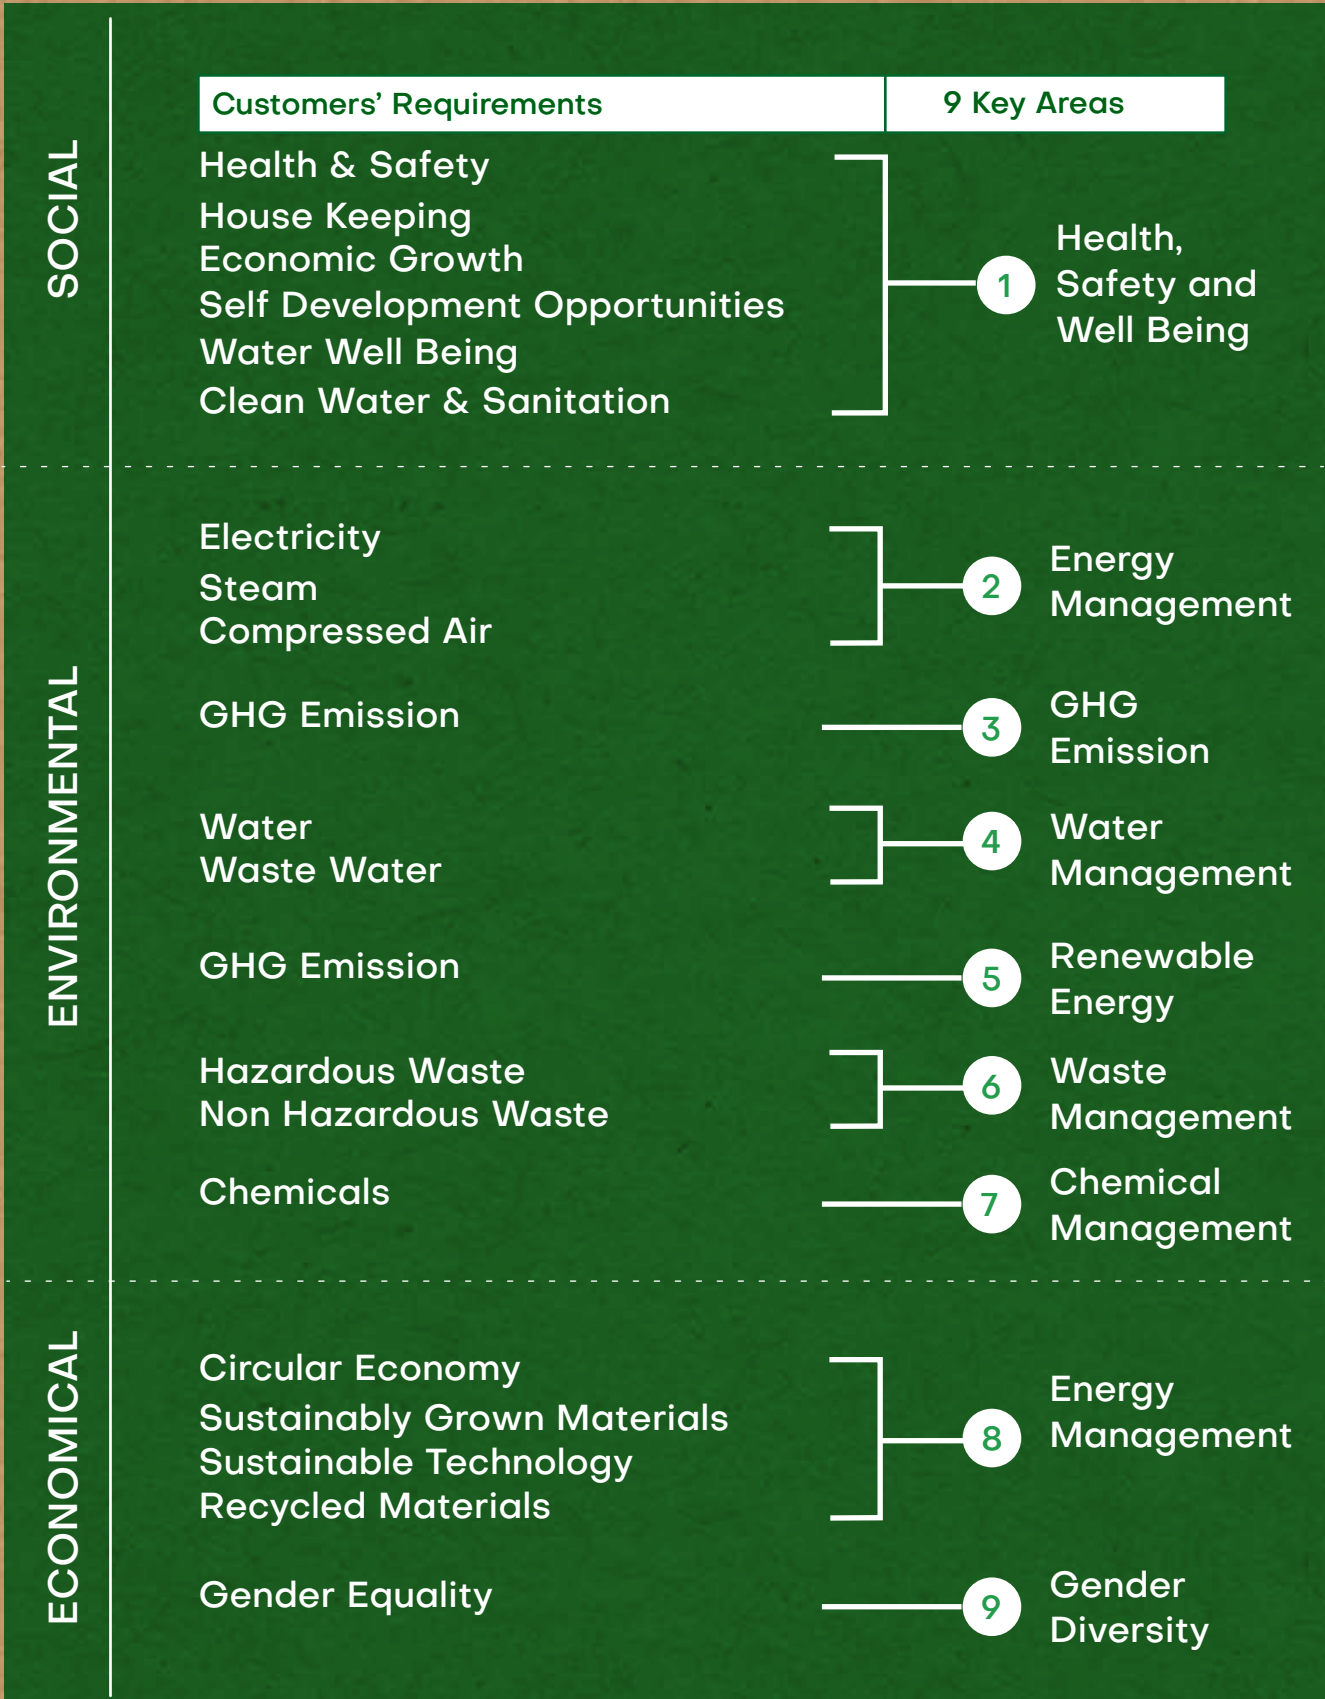 Customers’ Requirements
9 Key Areas
SOCIAL
Health & Safety
House Keeping
Economic Growth
Self Development Opportunities
Water Well Being
Clean Water & Sanitation
1
Health,
Safety and
Well Being
ENVIRONMENTAL
Electricity
Steam
Compressed Air
2
Energy
Management
GHG Emission
3
GHG
Emission
Water
Waste Water
4
Water
Management
GHG Emission
5
Renewable
Energy
Hazardous Waste
Non Hazardous Waste
6
Waste
Management
Chemicals
7
Chemical
Management
ECONOMICAL
Circular Economy
Sustainably Grown Materials
Sustainable Technology
Recycled Materials
8
Energy
Management
Gender Equality
9
Gender
Diversity